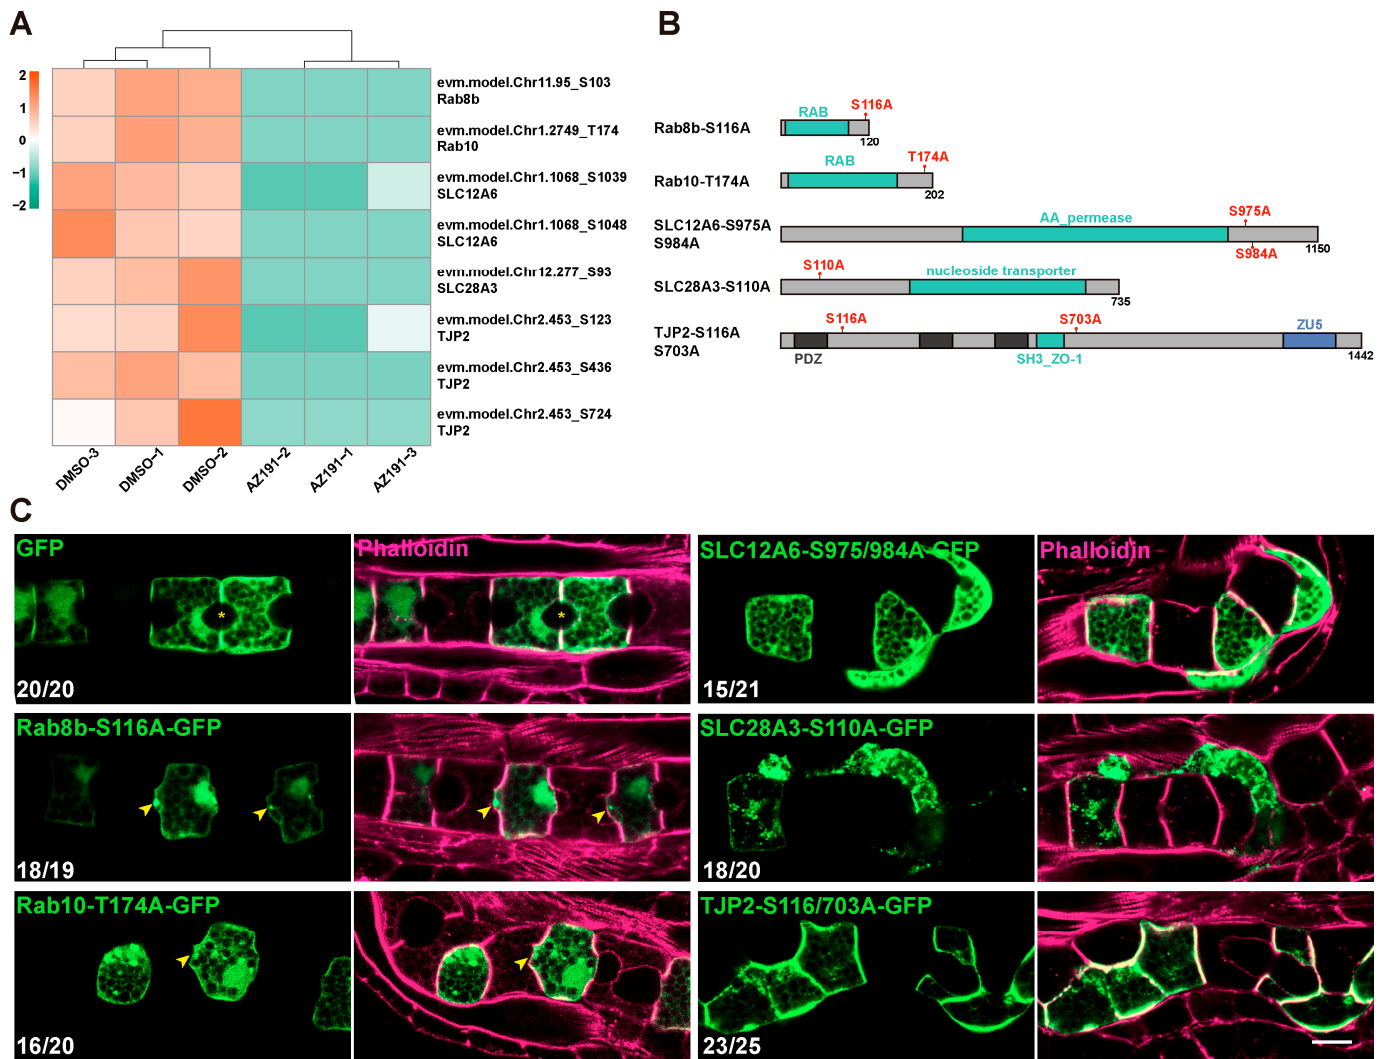 A
2
1
0
−1
−2
evm.model.Chr11.95_S103
Rab8b
evm.model.Chr1.2749_T174
Rab10
evm.model.Chr1.1068_S1039
SLC12A6
evm.model.Chr1.1068_S1048
SLC12A6
evm.model.Chr12.277_S93
SLC28A3
evm.model.Chr2.453_S123
TJP2
evm.model.Chr2.453_S436
TJP2
evm.model.Chr2.453_S724
TJP2
DMSO-3
DMSO−1
DMSO−2
AZ191−2
AZ191−1
AZ191−3
B
Rab8b-S116A
RAB
S116A
120
Rab10-T174A
RAB
T174A
202
SLC12A6-S975A
S984A
AA_permease
S975A
S984A
1150
SLC28A3-S110A
S110A
nucleoside transporter
735
TJP2-S116A
S703A
S116A
S703A
ZU5
PDZ
SH3_ZO-1
1442
C
GFP
*
20/20
Phalloidin
*
SLC12A6-S975/984A-GFP
15/21
Phalloidin
Rab8b-S116A-GFP
18/19
SLC28A3-S110A-GFP
18/20
Rab10-T174A-GFP
16/20
TJP2-S116/703A-GFP
23/25